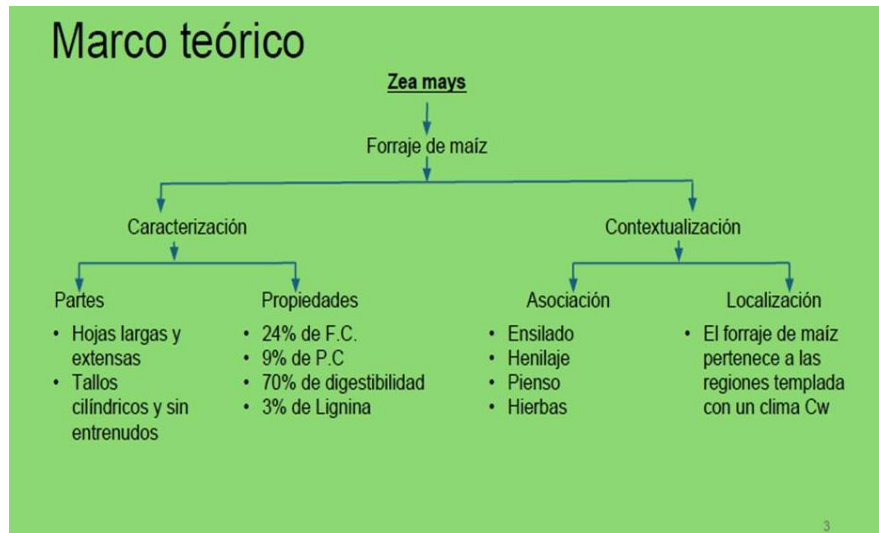 Marco teórico
Zea mays
Forraje de maíz
Caracterización
Contextualización
Partes
• Hojas largas y
extensas
• Tallos
cilíndricos y sin
entrenudos
Propiedades
• 24% de F.C.
• 9% de P.C
• 70% de digestibilidad
• 3% de Lignina
Asociación
• Ensilado
• Henilaje
• Pienso
• Hierbas
Localización
• El forraje de maíz
pertenece a las
regiones templada
con un clima Cw
3